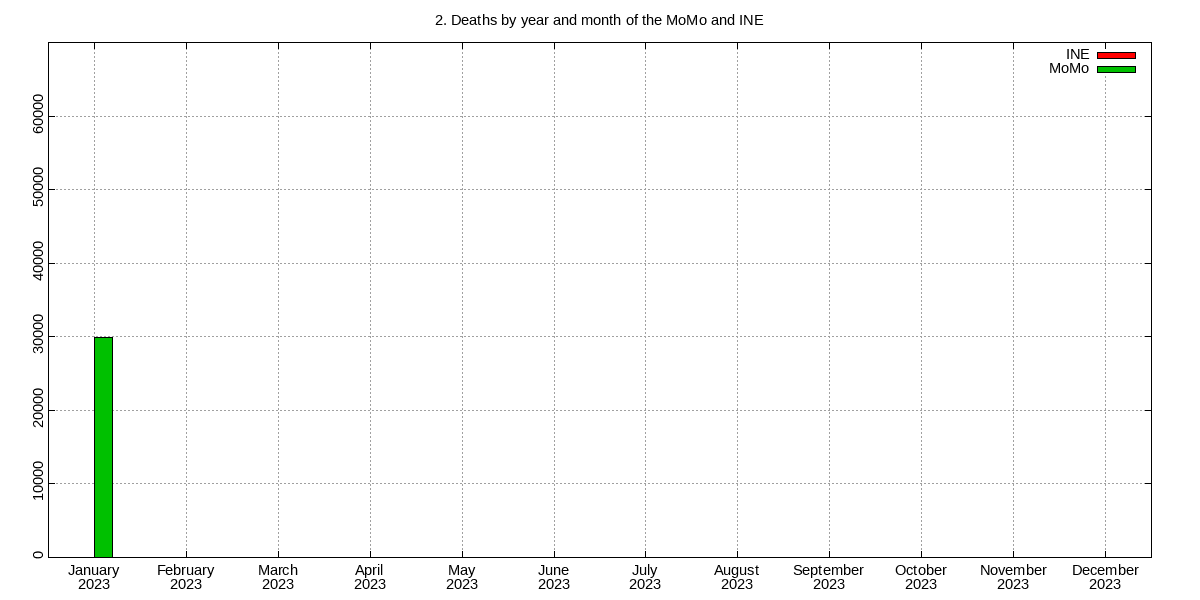 2. Deaths by year and month of the MoMo and INE
INE
MoMo
60000
50000
40000
30000
20000
10000
0
January February March April May June July August September October November December
2023 2023 2023 2023 2023 2023 2023 2023 2023 2023 2023 2023